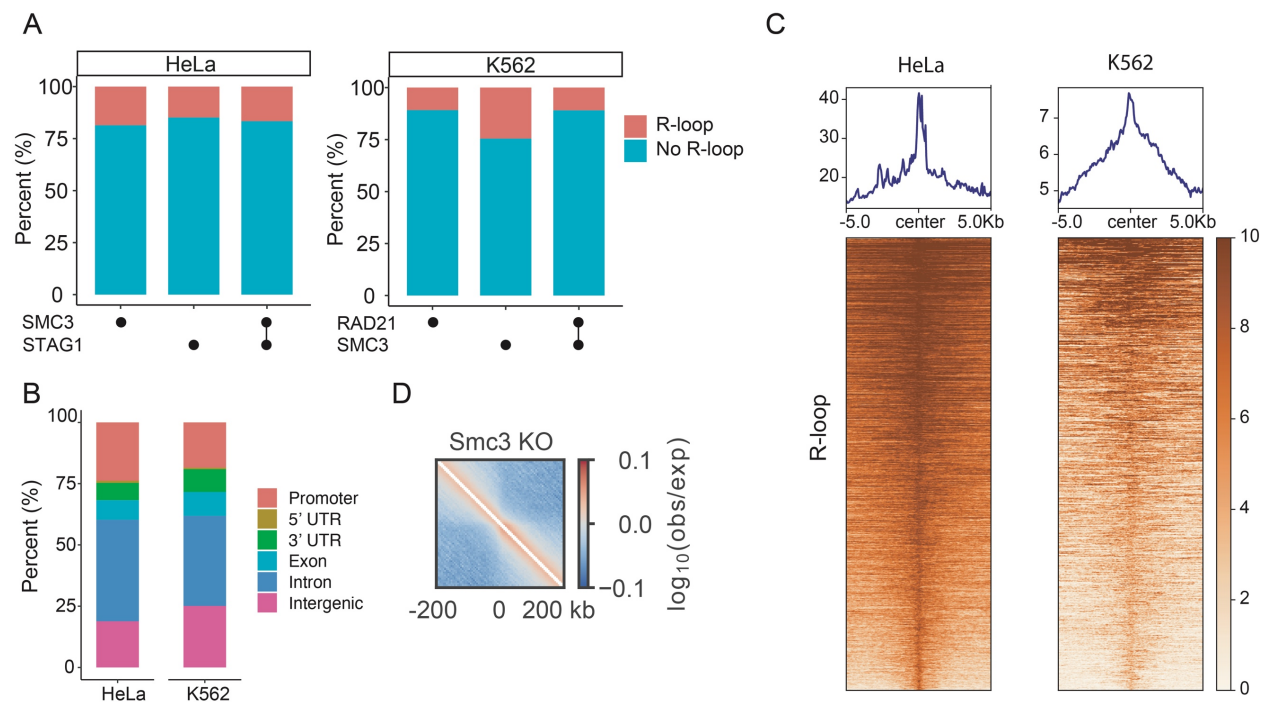 A
HeLa
K562
Percent (%)
100
75
50
25
0
SMC3
STAG1
Percent (%)
100
75
50
25
0
RAD21
SMC3
R-loop
No R-loop
B
Percent (%)
100
75
50
25
0
HeLa
K562
Promoter
5’ UTR
3’ UTR
Exon
Intron
Intergenic
D
Smc3 KO
-200 0 200 kb
0.1
0.0
−0.1
log10(obs/exp)
C
HeLa
K562
40
30
20
-5.0 center 5.0Kb
7
6
5
-5.0 center 5.0Kb
R-loop
10
8
6
4
2
0